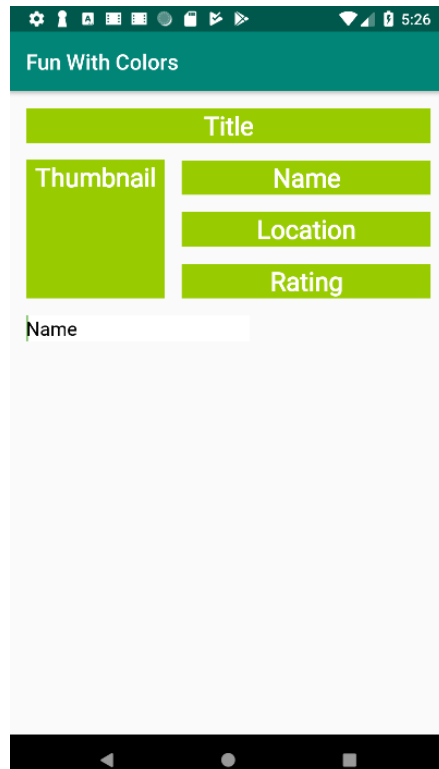 5:26
Fun With Colors
Title
Thumbnail
Name
Location
Rating
Name